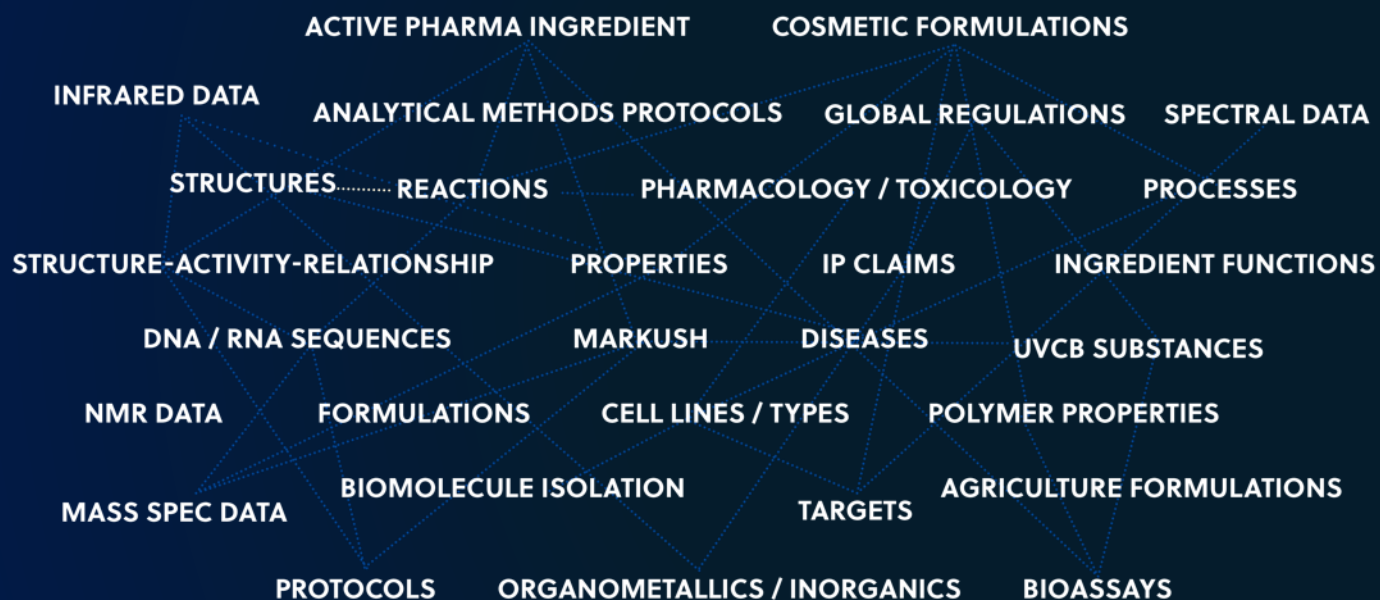 ACTIVE PHARMA INGREDIENT
COSMETIC FORMULATIONS
INFRARED DATA
ANALYTICAL METHODS PROTOCOLS
GLOBAL REGULATIONS
SPECTRAL DATA
STRUCTURES
REACTIONS
PHARMACOLOGY / TOXICOLOGY
PROCESSES
STRUCTURE-ACTIVITY-RELATIONSHIP
PROPERTIES
IP CLAIMS
INGREDIENT FUNCTIONS
DNA / RNA SEQUENCES
MARKUSH
DISEASES
UVCB SUBSTANCES
NMR DATA
FORMULATIONS
CELL LINES / TYPES
POLYMER PROPERTIES
MASS SPEC DATA
BIOMOLECULE ISOLATION
TARGETS
AGRICULTURE FORMULATIONS
PROTOCOLS
ORGANOMETALLICS / INORGANICS
BIOASSAYS